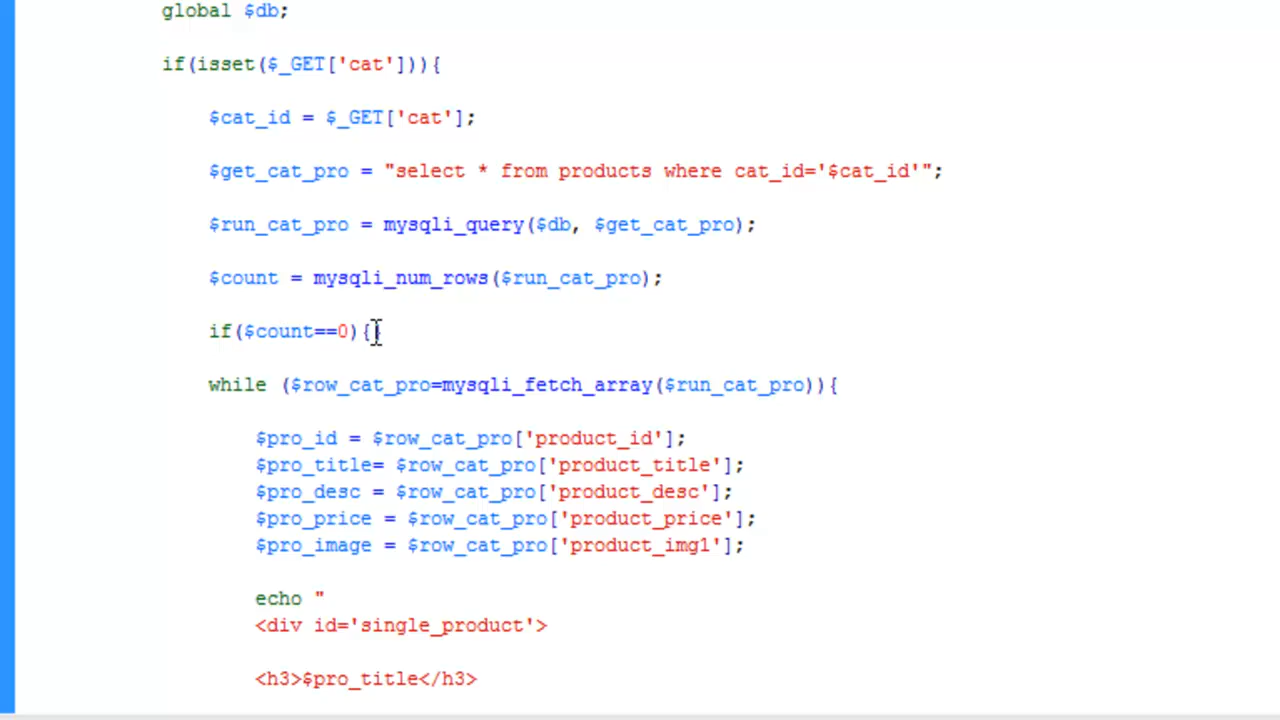 global $db;
if(isset($_GET['cat'])){
$cat_id = $_GET['cat'];
$get_cat_pro = "select * from products where cat_id='$cat_id'";
$run_cat_pro = mysqli_query($db, $get_cat_pro);
$count = mysqli_num_rows($run_cat_pro);
if($count==0){}
while ($row_cat_pro=mysqli_fetch_array($run_cat_pro)){
$pro_id = $row_cat_pro['product_id'];
$pro_title= $row_cat_pro['product_title'];
$pro_desc = $row_cat_pro['product_desc'];
$pro_price = $row_cat_pro['product_price'];
$pro_image = $row_cat_pro['product_img1'];
echo "
<div id='single_product'>
<h3>$pro_title</h3>